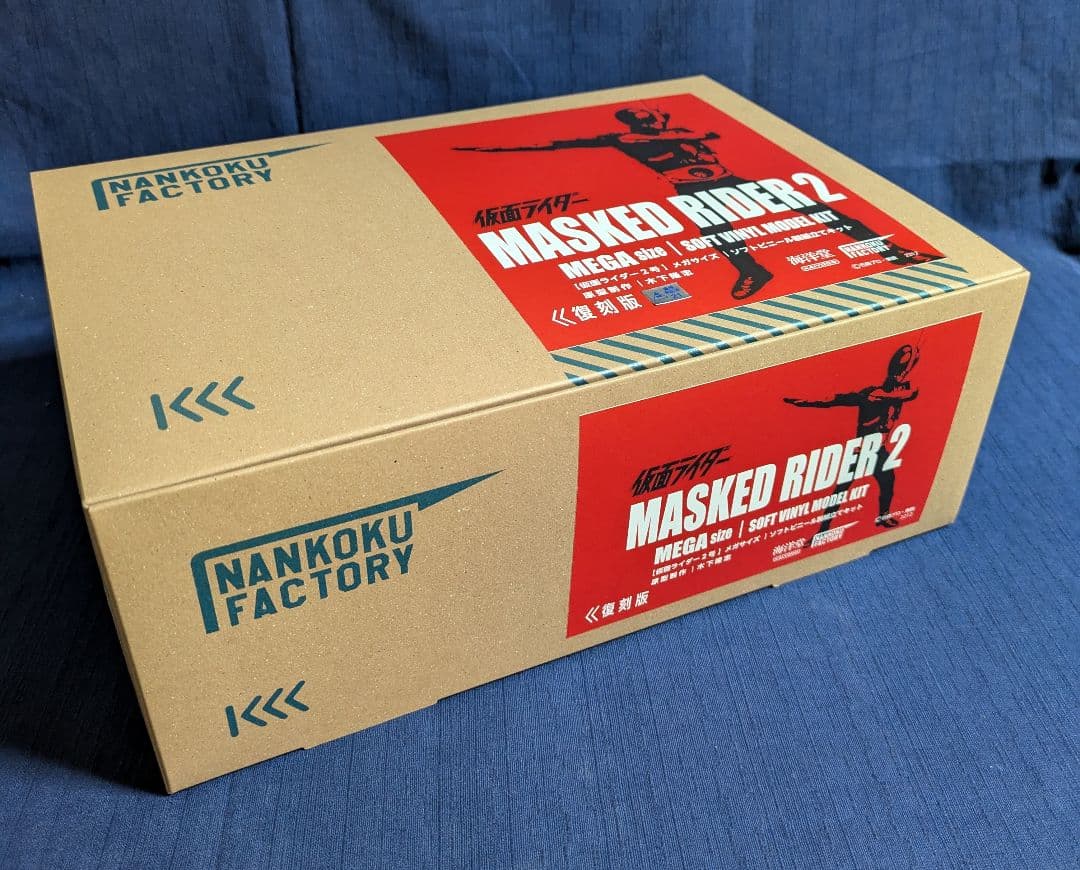 NANKOKU
FACTORY
仮面ライダー
MASKED RIDER 2
MEGA size | SOFT VINYL MODEL KIT
【仮面ライダー2号】メガサイズ | ソフトビニール製組立てキット
原型制作 | 木下隆志
復刻版
海洋堂
NANKOKU
FACTORY
NANKOKU
FACTORY
仮面ライダー
MASKED RIDER 2
MEGA size | SOFT VINYL MODEL KIT
【仮面ライダー2号】メガサイズ | ソフトビニール製組立てキット
原型制作 | 木下隆志
復刻版
海洋堂
NANKOKU
FACTORY